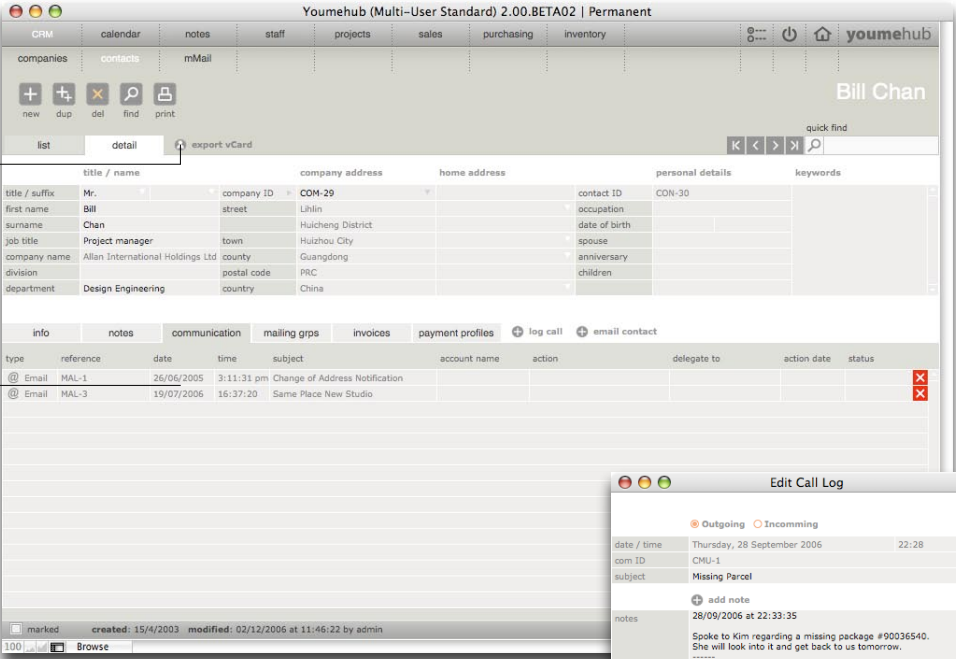 Youmehub (Multi-User Standard) 2.00.BETA02 | Permanent
CRM calendar notes staff projects sales purchasing inventory youmehub
companies contacts mMail
Bill Chan
new dup del find print
quick find
list detail export vCard
title / name company address home address personal details keywords
title / suffix Mr. company ID COM-29 contact ID CON-30
first name Bill street Lihlin occupation
surname Chan Huicheng District date of birth
job title Project manager town Huizhou City spouse
company name Allan International Holdings Ltd county Guangdong anniversary
division postal code PRC children
department Design Engineering country China
info notes communication mailing grps invoices payment profiles log call email contact
type reference date time subject account name action delegate to action date status
@ Email MAL-1 26/06/2005 3:11:31 pm Change of Address Notification
@ Email MAL-3 19/07/2006 16:37:20 Same Place New Studio
Edit Call Log
Outgoing Incomming
date / time Thursday, 28 September 2006 22:28
com ID CMU-1
subject Missing Parcel
add note
notes 28/09/2006 at 22:33:35
Spoke to Kim regarding a missing package #90036540.
She will look into it and get back to us tomorrow.
------
marked created: 15/4/2003 modified: 02/12/2006 at 11:46:22 by admin
100 Browse